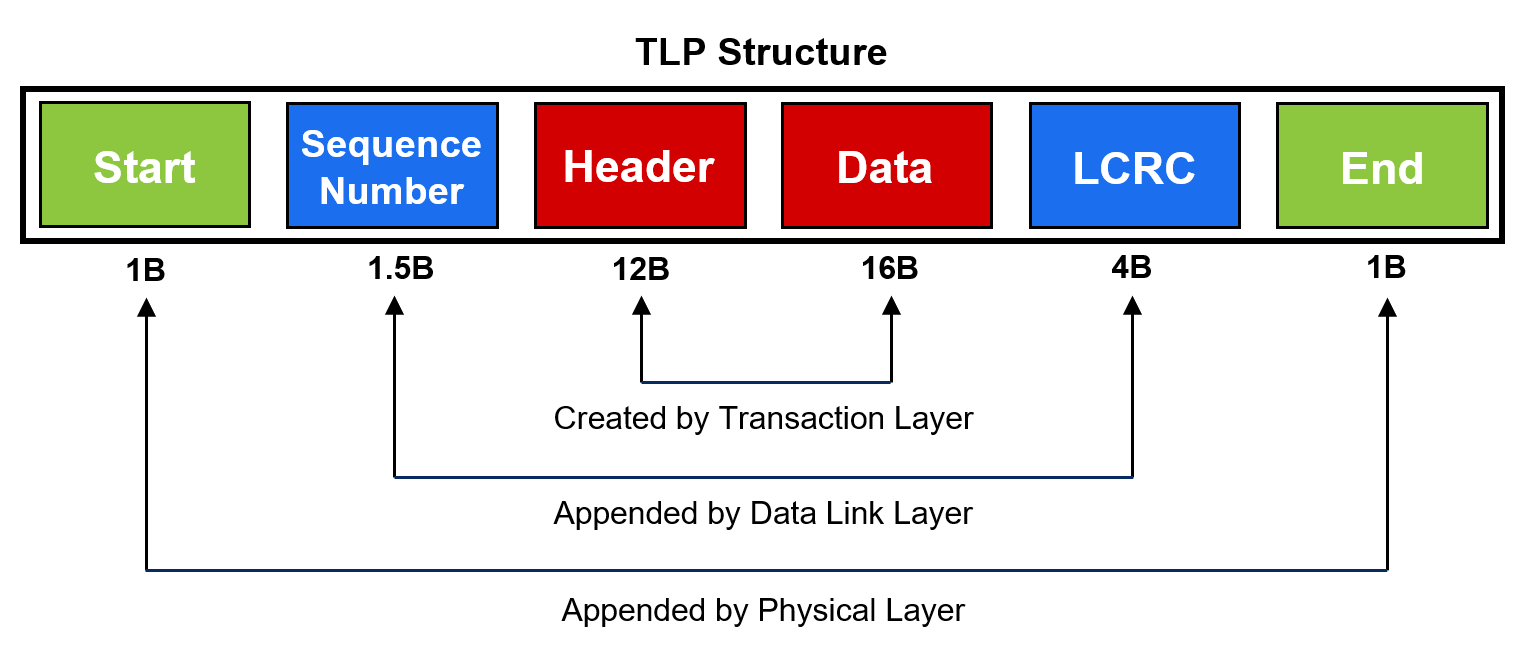 TLP Structure
Start
Sequence
Number
Header
Data
LCRC
End
1B
1.5B
12B
16B
4B
1B
Created by Transaction Layer
Appended by Data Link Layer
Appended by Physical Layer